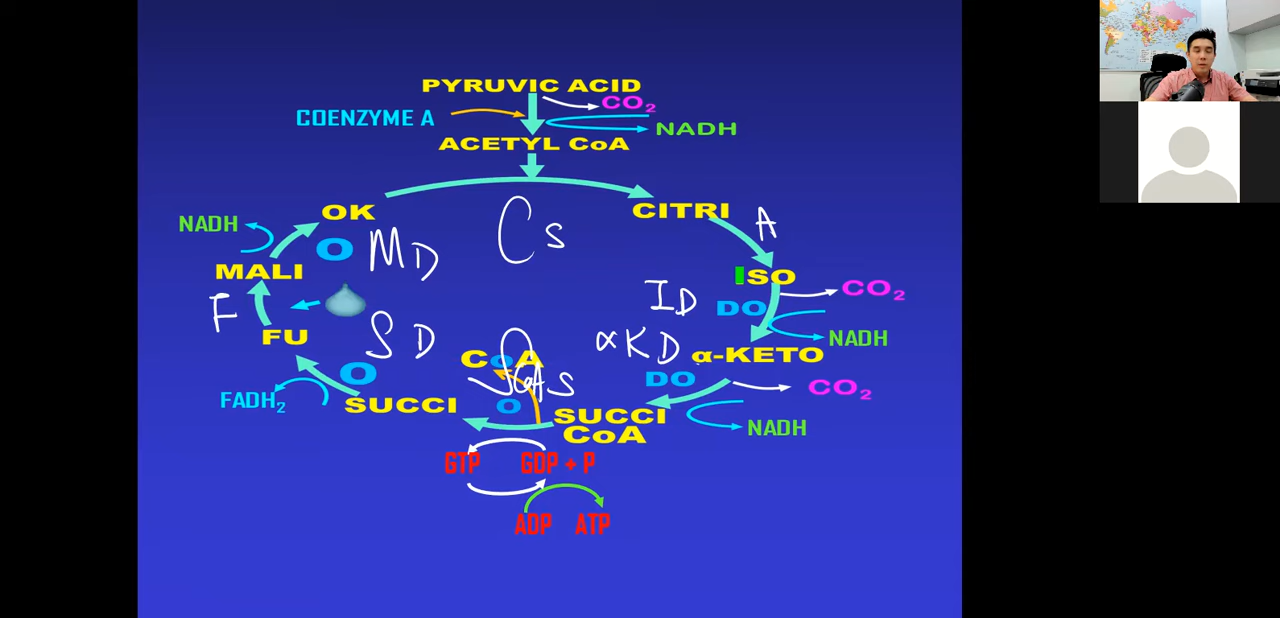 PYRUVIC ACID
CO2
COENZYME A
NADH
ACETYL CoA
OK
CITRI
NADH
O
MD
Cs
A
MALI
ISO
CO2
F
ID
DO
NADH
FU
SD
αKD
α-KETO
O
CoA
DO
CO2
FADH2
SUCCI
O
SUCCI
CoA
NADH
GTP
GDP + P
ADP
ATP